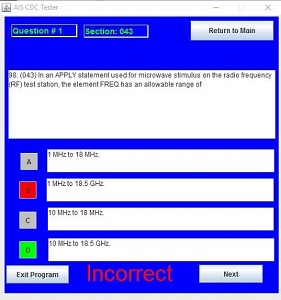 AIS CDC Tester
Question # 1
Section: 043
Return to Main
98. (043) In an APPLY statement used for microwave stimulus on the radio frequency
(RF) test station, the element FREQ has an allowable range of
A
1 MHz to 18 MHz.
B
1 MHz to 18.5 GHz.
C
10 MHz to 18 MHz.
D
10 MHz to 18.5 GHz.
Exit Program
Incorrect
Next